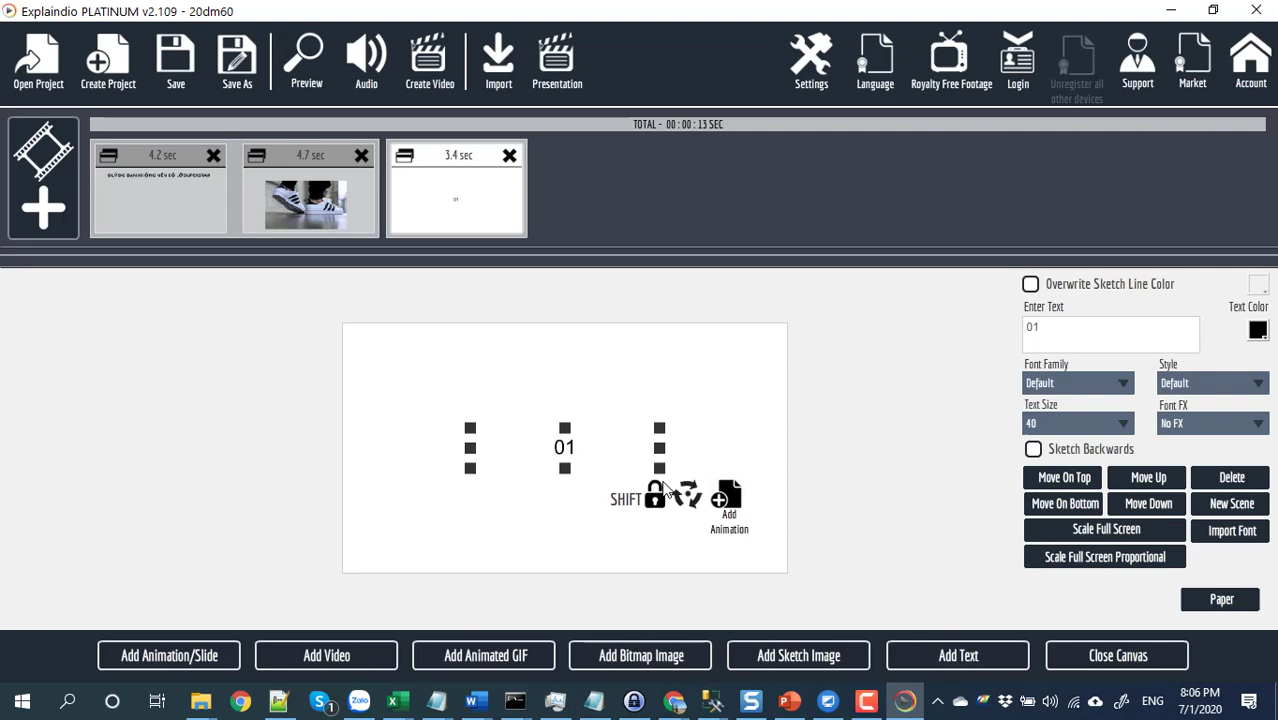 Explaindio PLATINUM v2.109 - 20dm60
Open Project
Create Project
Save
Save As
Preview
Audio
Create Video
Import
Presentation
Settings
Language
Royalty Free Footage
Login
Unregister all
other devices
Support
Market
Account
TOTAL - 00 : 00 : 13 SEC
4.2 sec
4.7 sec
3.4 sec
01
Overwrite Sketch Line Color
Enter Text
Text Color
01
Font Family
Style
Default
Default
Text Size
Font FX
40
No FX
Sketch Backwards
01
SHIFT
Add
Animation
Move On Top
Move Up
Delete
Move On Bottom
Move Down
New Scene
Scale Full Screen
Import Font
Scale Full Screen Proportional
Paper
Add Animation/Slide
Add Video
Add Animated GIF
Add Bitmap Image
Add Sketch Image
Add Text
Close Canvas
ENG
8:06 PM
7/1/2020